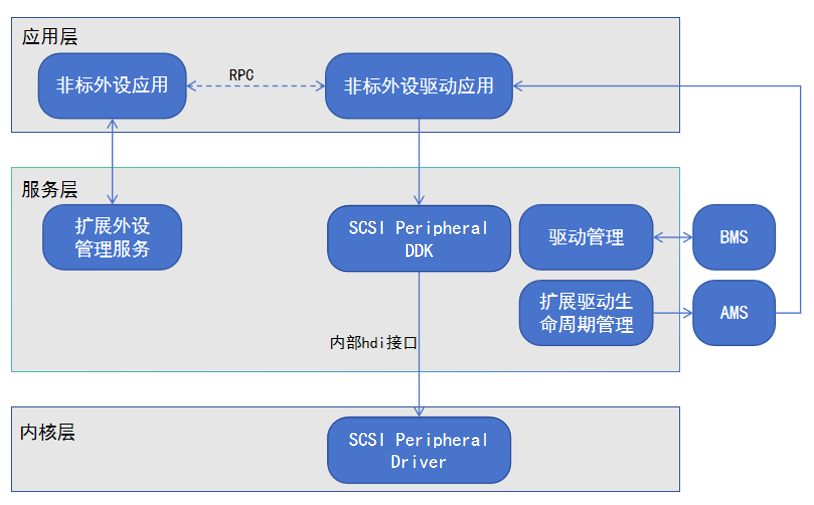 应用层
非标外设应用
RPC
非标外设驱动应用
服务层
扩展外设
管理服务
SCSI Peripheral
DDK
驱动管理
BMS
扩展驱动生
命周期管理
AMS
内部hdi接口
内核层
SCSI Peripheral
Driver